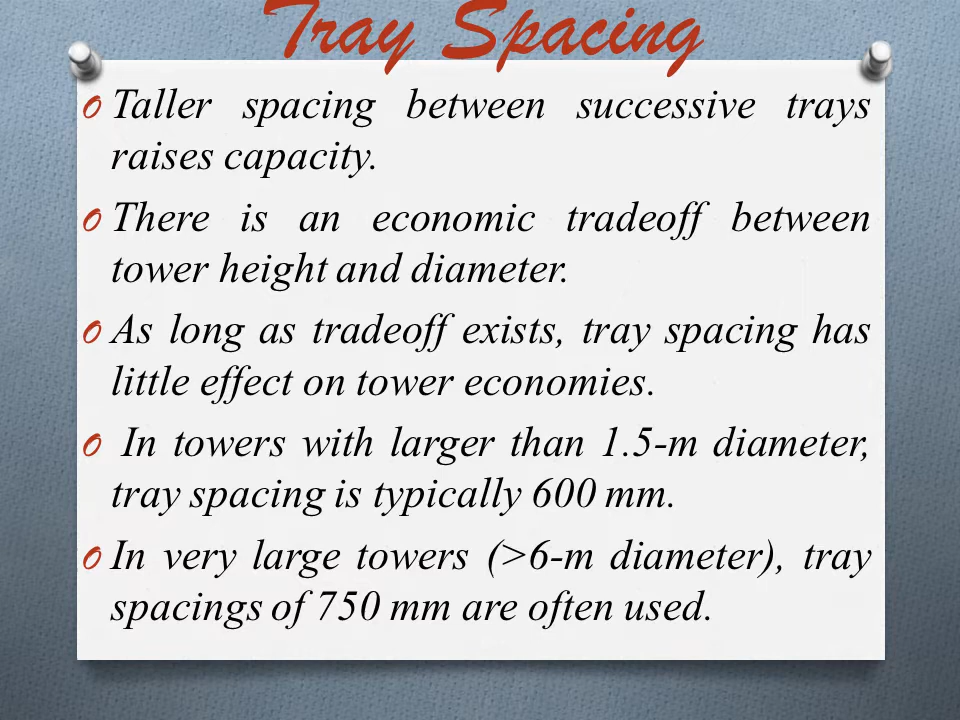 Tray Spacing
O Taller spacing between successive trays
raises capacity.
O There is an economic tradeoff between
tower height and diameter.
O As long as tradeoff exists, tray spacing has
little effect on tower economies.
O In towers with larger than 1.5-m diameter,
tray spacing is typically 600 mm.
O In very large towers (>6-m diameter), tray
spacings of 750 mm are often used.